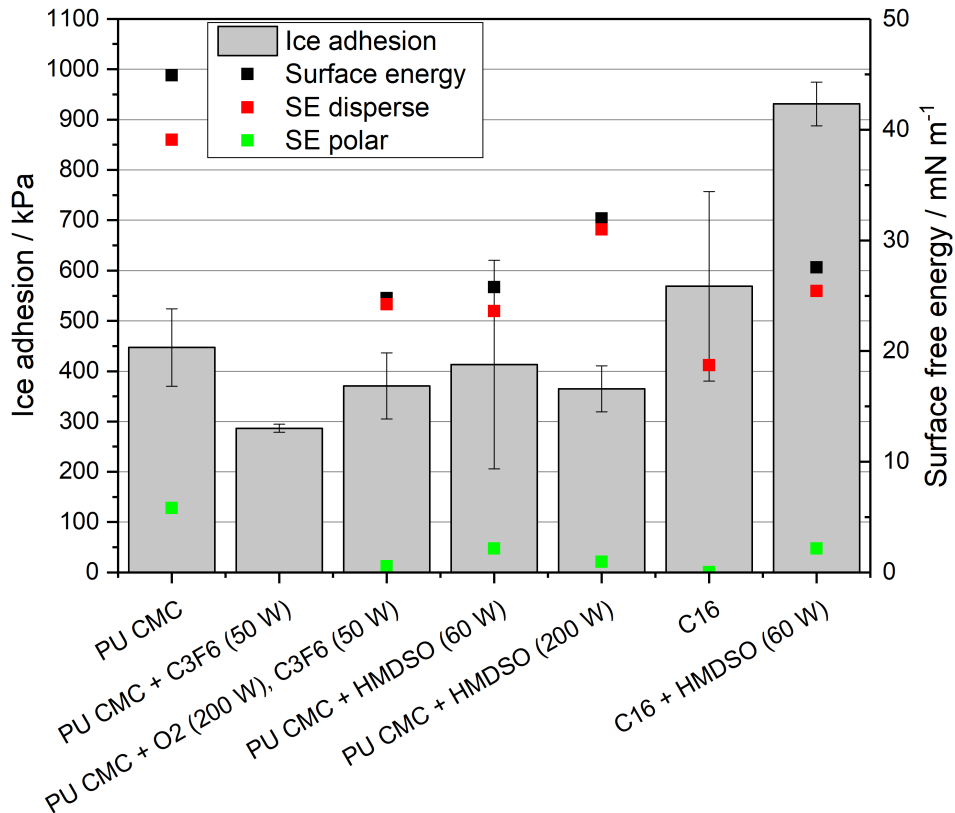 Ice adhesion
Surface energy
SE disperse
SE polar
Ice adhesion / kPa
1100
1000
900
800
700
600
500
400
300
200
100
0
Surface free energy / mN m⁻¹
50
40
30
20
10
0
PU CMC
PU CMC + C3F6 (50 W)
PU CMC + O2 (200 W), C3F6 (50 W)
PU CMC + HMDSO (60 W)
PU CMC + HMDSO (200 W)
C16
C16 + HMDSO (60 W)